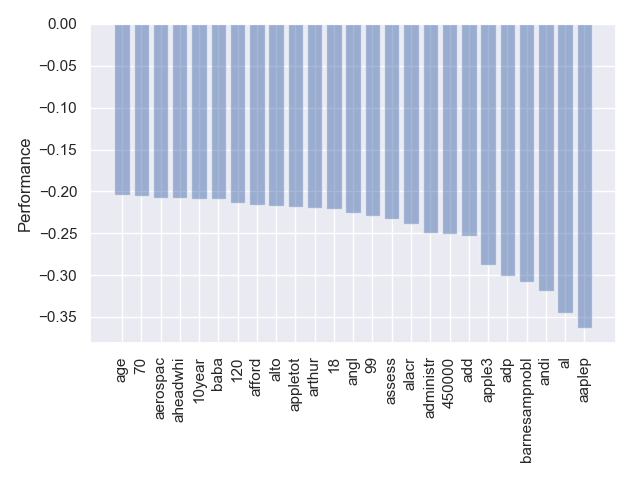 0.00
−0.05
−0.10
−0.15
−0.20
−0.25
−0.30
−0.35
Performance
age
70
aerospac
aheadwhi
10year
baba
120
afford
alto
appletot
arthur
18
angl
99
assess
alacr
administr
450000
add
apple3
adp
barnesampnobl
andi
al
aaplep